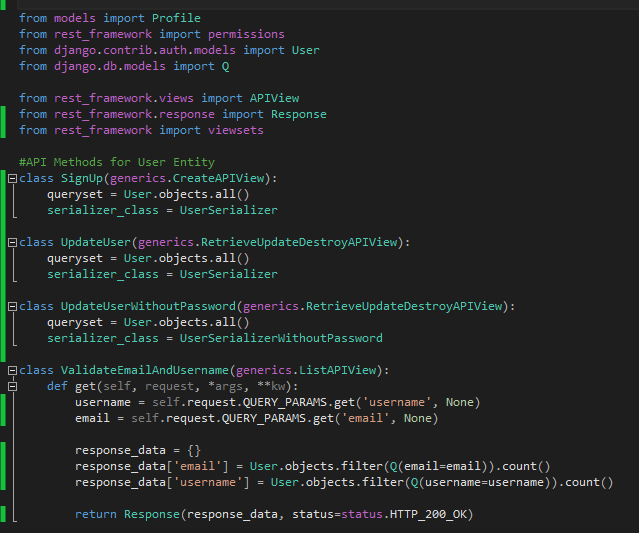 from models import Profile
from rest_framework import permissions
from django.contrib.auth.models import User
from django.db.models import Q

from rest_framework.views import APIView
from rest_framework.response import Response
from rest_framework import viewsets

#API Methods for User Entity
class SignUp(generics.CreateAPIView):
    queryset = User.objects.all()
    serializer_class = UserSerializer

class UpdateUser(generics.RetrieveUpdateDestroyAPIView):
    queryset = User.objects.all()
    serializer_class = UserSerializer

class UpdateUserWithoutPassword(generics.RetrieveUpdateDestroyAPIView):
    queryset = User.objects.all()
    serializer_class = UserSerializerWithoutPassword

class ValidateEmailAndUsername(generics.ListAPIView):
    def get(self, request, *args, **kw):
        username = self.request.QUERY_PARAMS.get('username', None)
        email = self.request.QUERY_PARAMS.get('email', None)

        response_data = {}
        response_data['email'] = User.objects.filter(Q(email=email)).count()
        response_data['username'] = User.objects.filter(Q(username=username)).count()

        return Response(response_data, status=status.HTTP_200_OK)